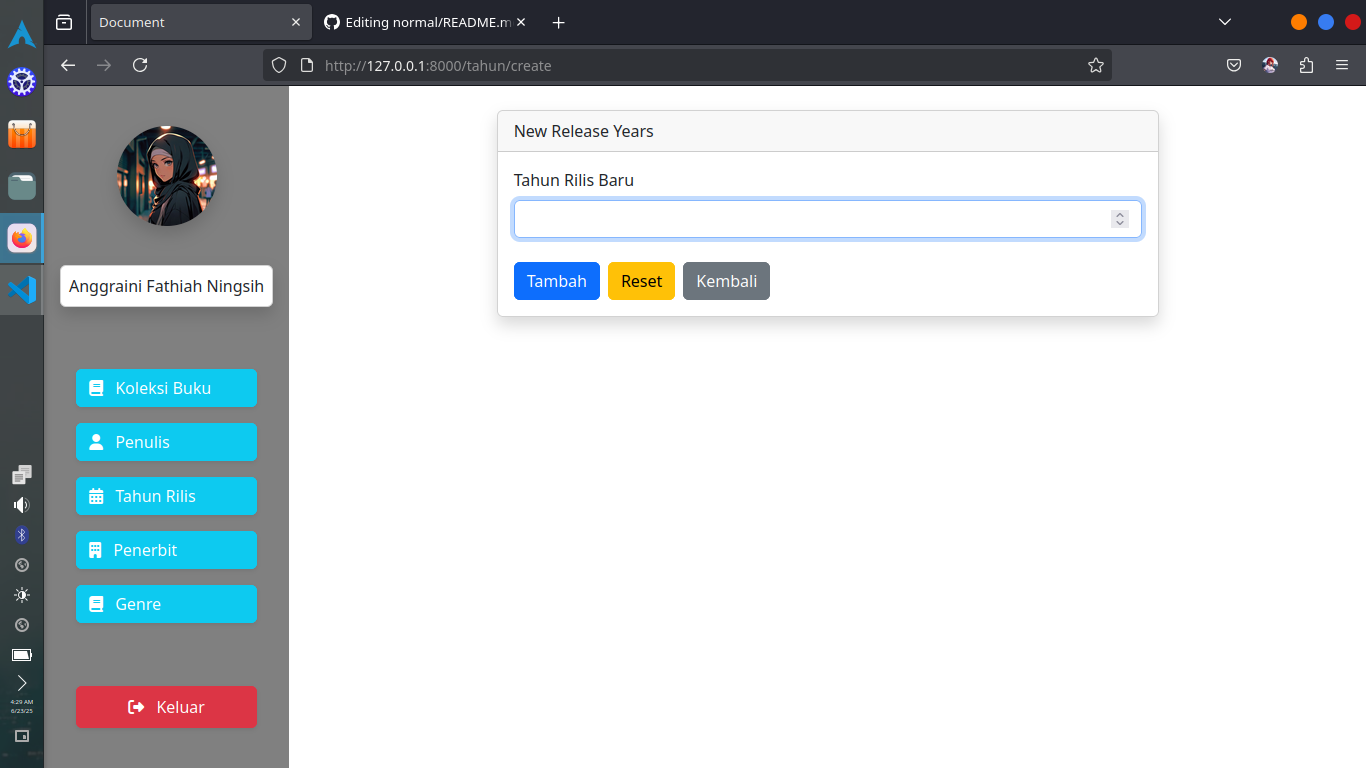 Document
Editing normal/README.m
http://127.0.0.1:8000/tahun/create
New Release Years
Tahun Rilis Baru
Tambah
Reset
Kembali
Anggraini Fathiah Ningsih
Koleksi Buku
Penulis
Tahun Rilis
Penerbit
Genre
Keluar
4:29 AM
6/23/25